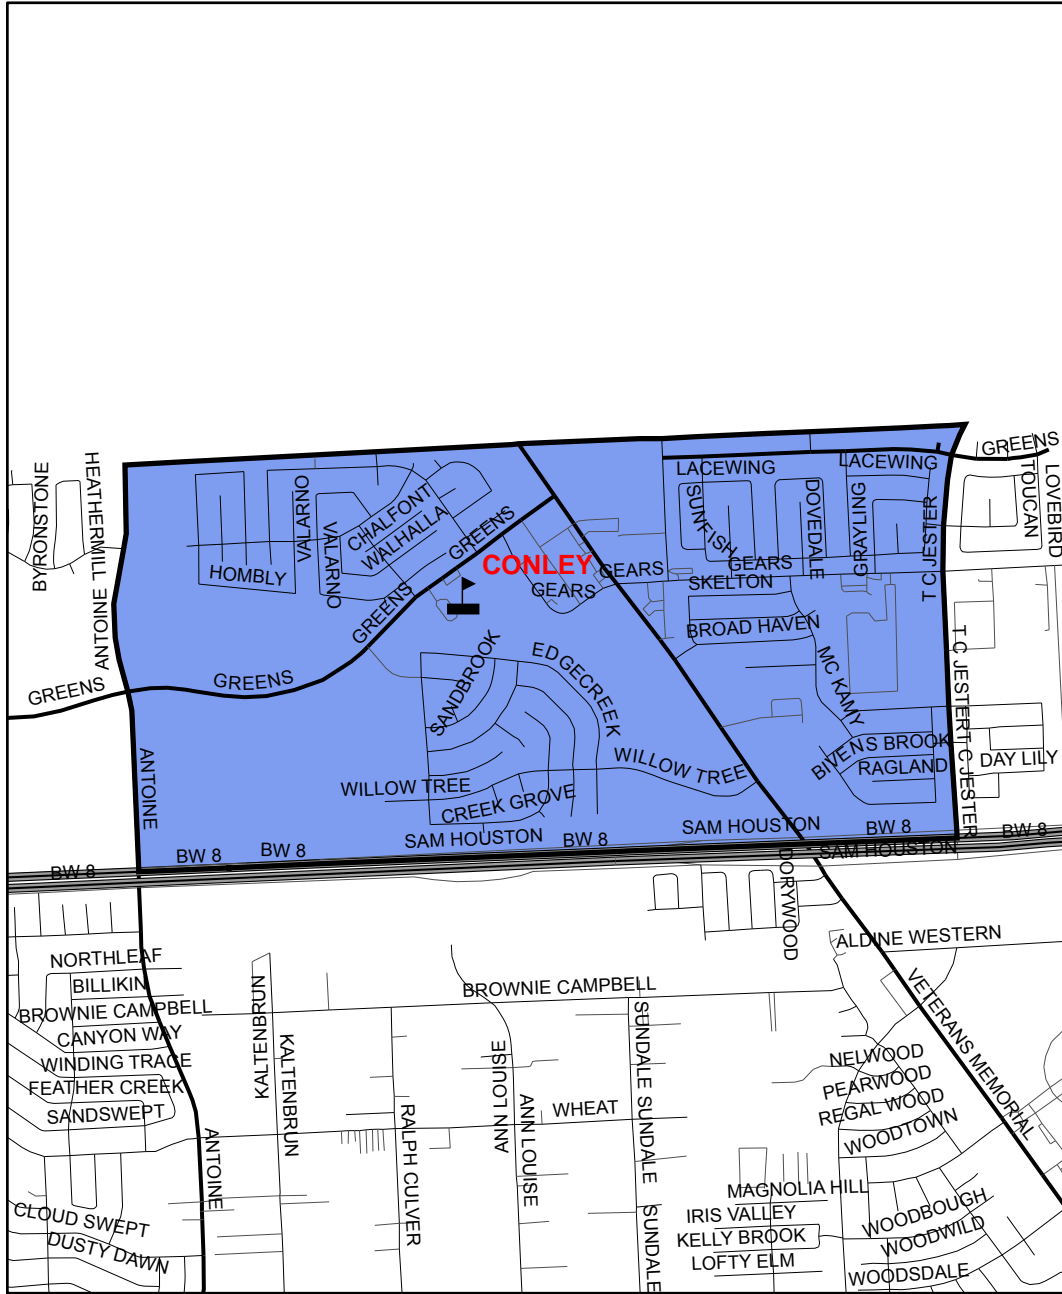 GREENS
BYRONSTONE
HEATHERMILL
ANTOINE
LACEWING
LACEWING
TOUCAN
LOVEBIRD
VALARNO
VALARNO
CHALFONT
WALHALLA
GREENS
SUNFISH
DOVEDALE
GRAYLING
T C JESTER
HOMBLY
CONLEY
GEARS
GEARS
GEARS
SKELTON
GREENS
BROAD HAVEN
SANDBROOK
EDGECREEK
MC KAMY
T C JESTER
T C JESTER
GREENS
GREENS
ANTOINE
WILLOW TREE
WILLOW TREE
CREEK GROVE
BIVENS BROOK
RAGLAND
DAY LILY
SAM HOUSTON
SAM HOUSTON
SAM HOUSTON
BW 8
BW 8
BW 8
BW 8
BW 8
BW 8
DORYWOOD
ALDINE WESTERN
NORTHLEAF
BILLIKIN
BROWNIE CAMPBELL
BROWNIE CAMPBELL
CANYON WAY
WINDING TRACE
FEATHER CREEK
SANDSWEPT
KALTENBRUN
KALTENBRUN
VETERANS MEMORIAL
SUNDALE
SUNDALE
SUNDALE
ANN LOUISE
ANN LOUISE
WHEAT
RALPH CULVER
NELWOOD
PEARWOOD
REGAL WOOD
WOODTOWN
ANTOINE
MAGNOLIA HILL
IRIS VALLEY
KELLY BROOK
LOFTY ELM
WOODBOUGH
WOODWILD
WOODSDALE
CLOUD SWEPT
DUSTY DAWN